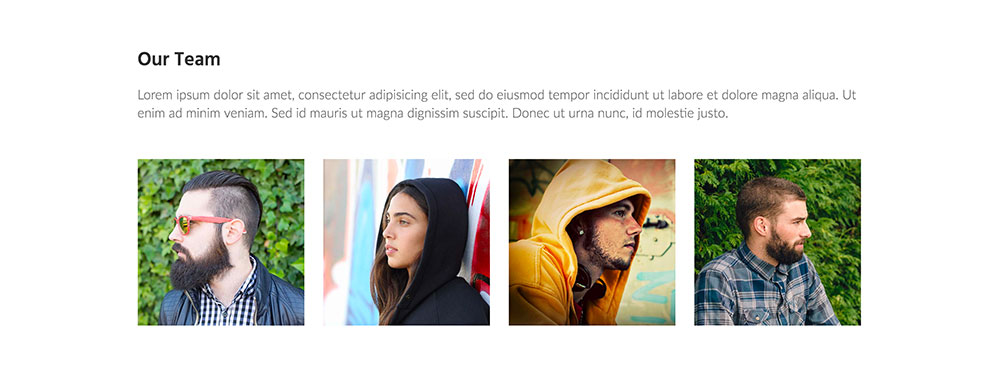 Our Team
Lorem ipsum dolor sit amet, consectetur adipisicing elit, sed do eiusmod tempor incididunt ut labore et dolore magna aliqua. Ut
enim ad minim veniam. Sed id mauris ut magna dignissim suscipit. Donec ut urna nunc, id molestie justo.